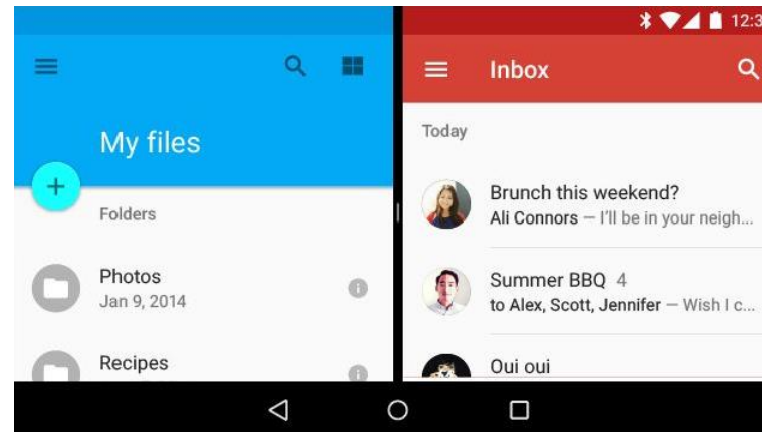 My files
Folders
Photos
Jan 9, 2014
Recipes
12:3
Inbox
Today
Brunch this weekend?
Ali Connors — I'll be in your neigh...
Summer BBQ 4
to Alex, Scott, Jennifer — Wish I c...
Oui oui